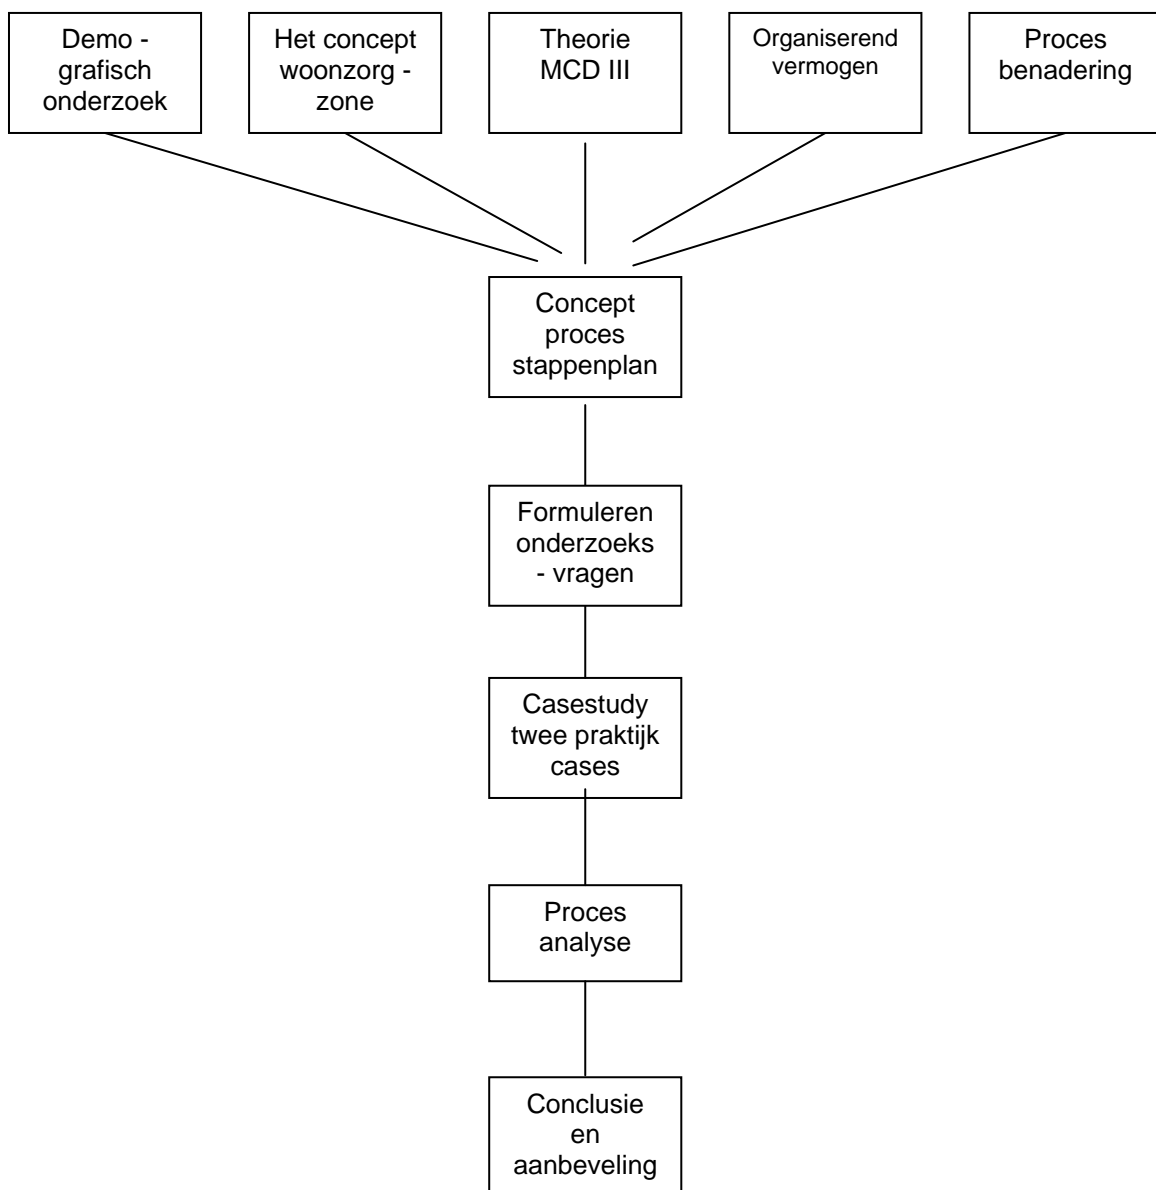 Demo -
grafisch
onderzoek
Het concept
woonzorg -
zone
Theorie
MCD III
Organiserend
vermogen
Proces
benadering
Concept
proces
stappenplan
Formuleren
onderzoeks
- vragen
Casestudy
twee praktijk
cases
Proces
analyse
Conclusie
en
aanbeveling